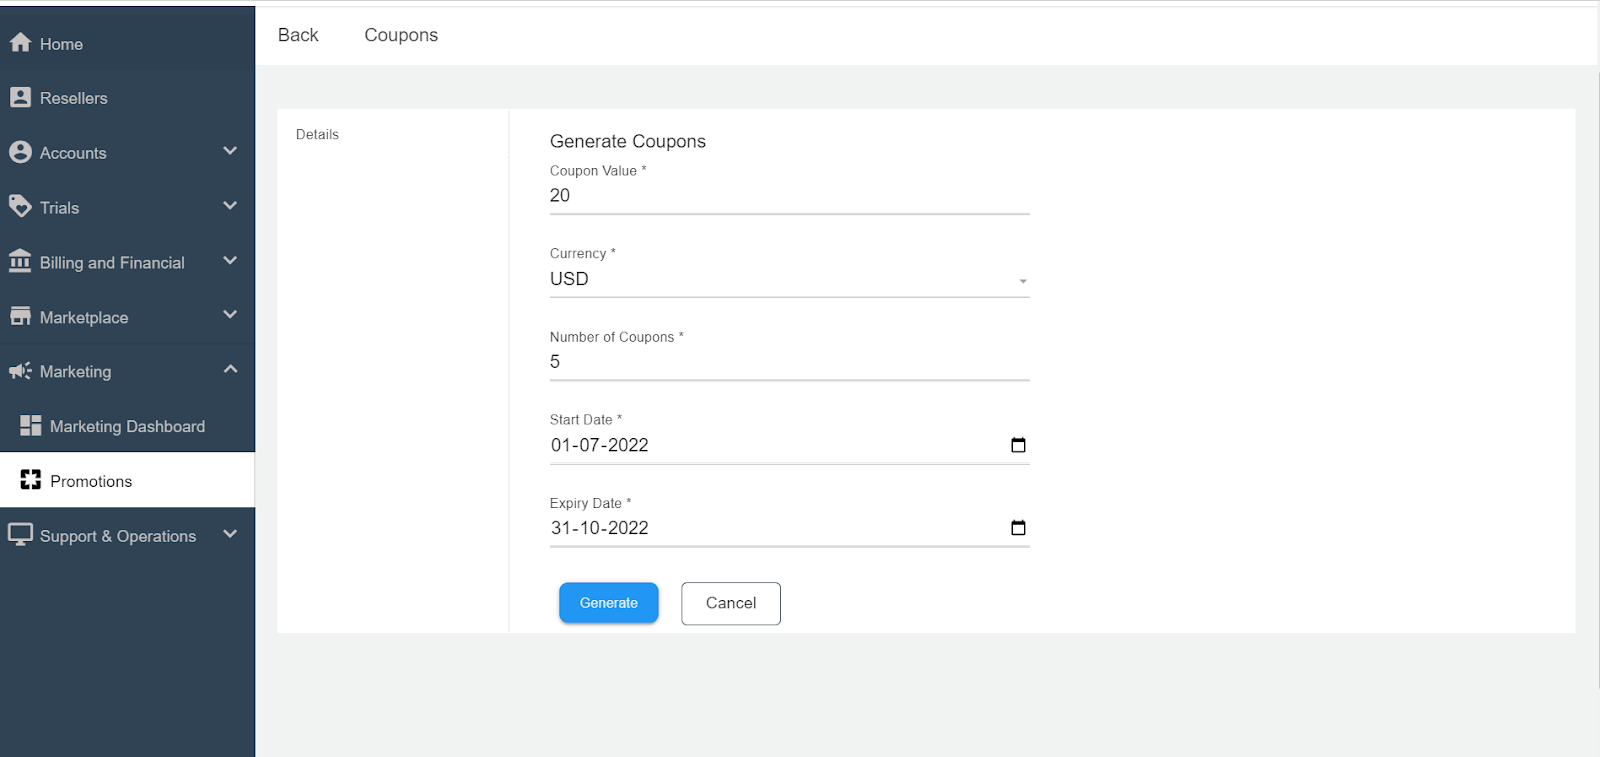 Home
Resellers
Accounts
Trials
Billing and Financial
Marketplace
Marketing
Marketing Dashboard
Promotions
Support & Operations
Back Coupons
Details
Generate Coupons
Coupon Value *
20
Currency *
USD
Number of Coupons *
5
Start Date *
01-07-2022
Expiry Date *
31-10-2022
Generate Cancel